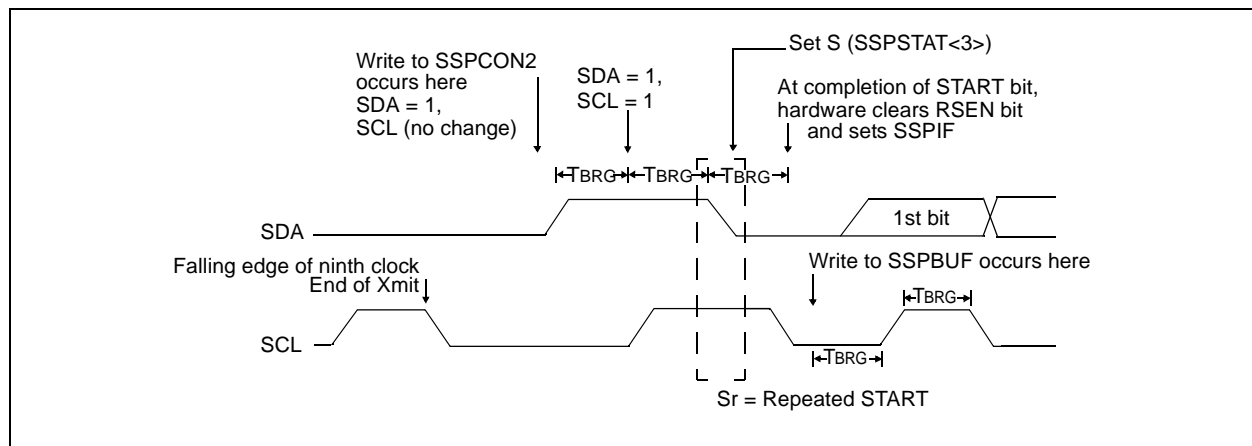 Set S (SSPSTAT<3>)
Write to SSPCON2
occurs here
SDA = 1,
SCL (no change)
SDA = 1,
SCL = 1
At completion of START bit,
hardware clears RSEN bit
and sets SSPIF
TBRG
TBRG
TBRG
SDA
1st bit
Falling edge of ninth clock
End of Xmit
Write to SSPBUF occurs here
TBRG
SCL
TBRG
Sr = Repeated START